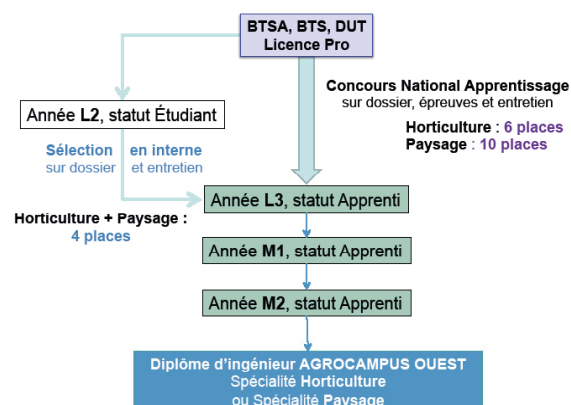 BTSA, BTS, DUT
Licence Pro
Concours National Apprentissage
sur dossier, épreuves et entretien
Horticulture : 6 places
Paysage : 10 places
Année L2, statut Étudiant
Sélection en interne
sur dossier et entretien
Horticulture + Paysage :
4 places
Année L3, statut Apprenti
Année M1, statut Apprenti
Année M2, statut Apprenti
Diplôme d'ingénieur AGROCAMPUS OUEST
Spécialité Horticulture
ou Spécialité Paysage